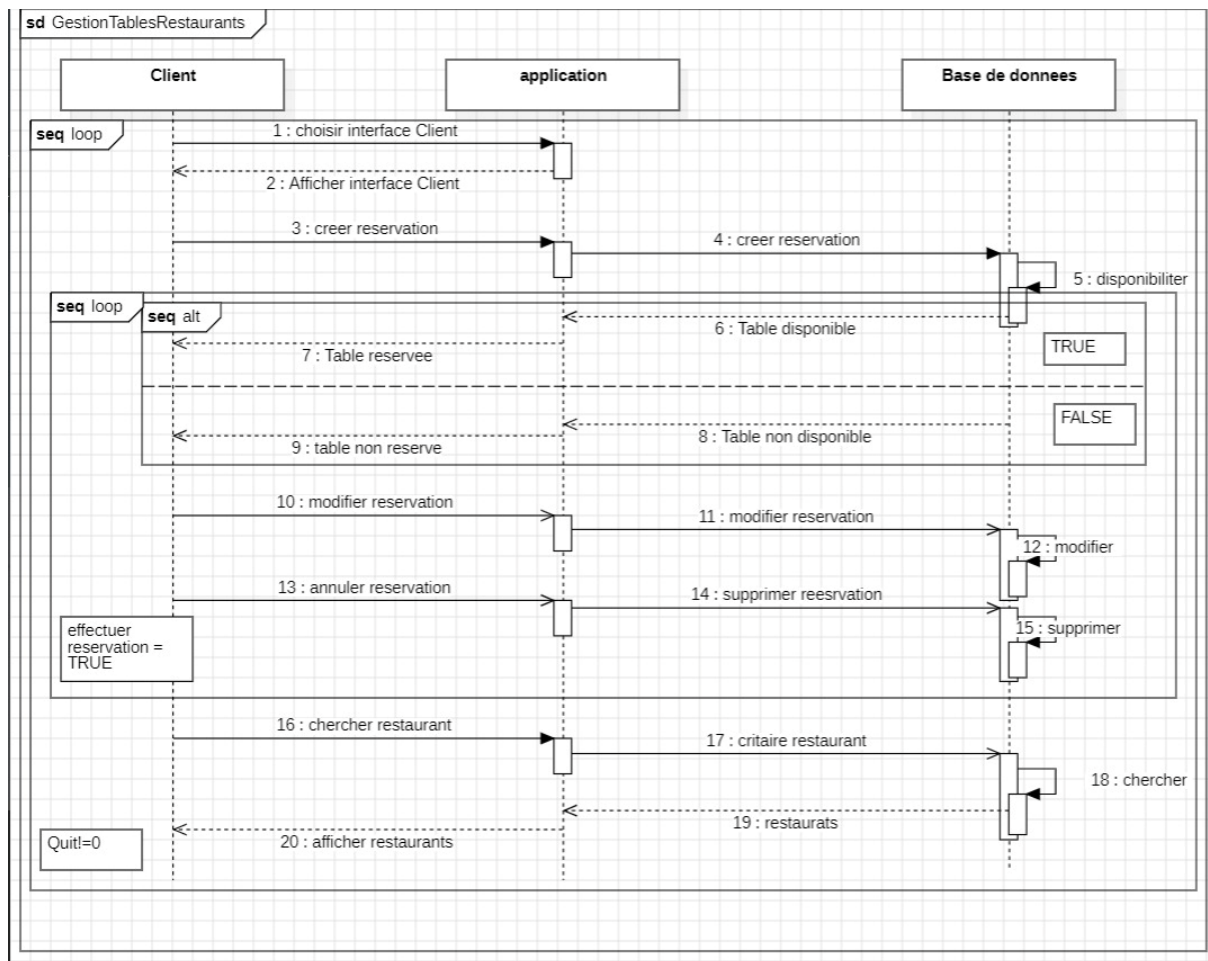 sd GestionTablesRestaurants
Client
application
Base de donnees
seq loop
1 : choisir interface Client
2 : Afficher interface Client
3 : creer reservation
4 : creer reservation
5 : disponibiliter
seq loop
seq alt
6 : Table disponible
7 : Table reservee
TRUE
FALSE
8 : Table non disponible
9 : table non reserve
10 : modifier reservation
11 : modifier reservation
12 : modifier
13 : annuler reservation
14 : supprimer reesrvation
15 : supprimer
effectuer
reservation =
TRUE
16 : chercher restaurant
17 : critaire restaurant
18 : chercher
19 : restaurats
20 : afficher restaurants
Quit!=0